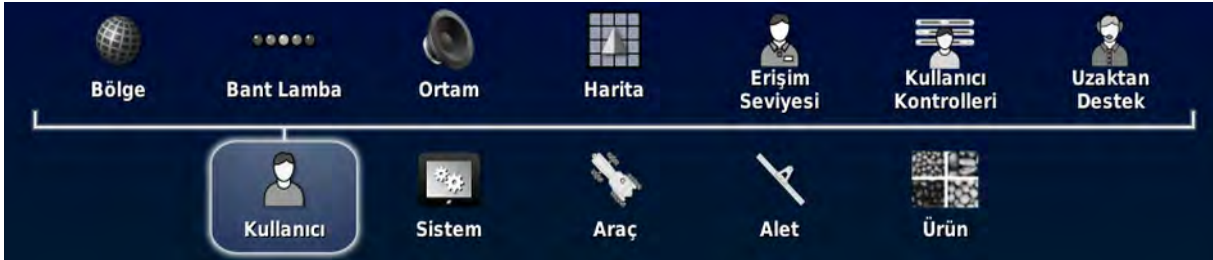 Bölge
Bant Lamba
Ortam
Harita
Erişim
Seviyesi
Kullanıcı
Kontrolleri
Uzaktan
Destek
Kullanıcı
Sistem
Araç
Alet
Ürün